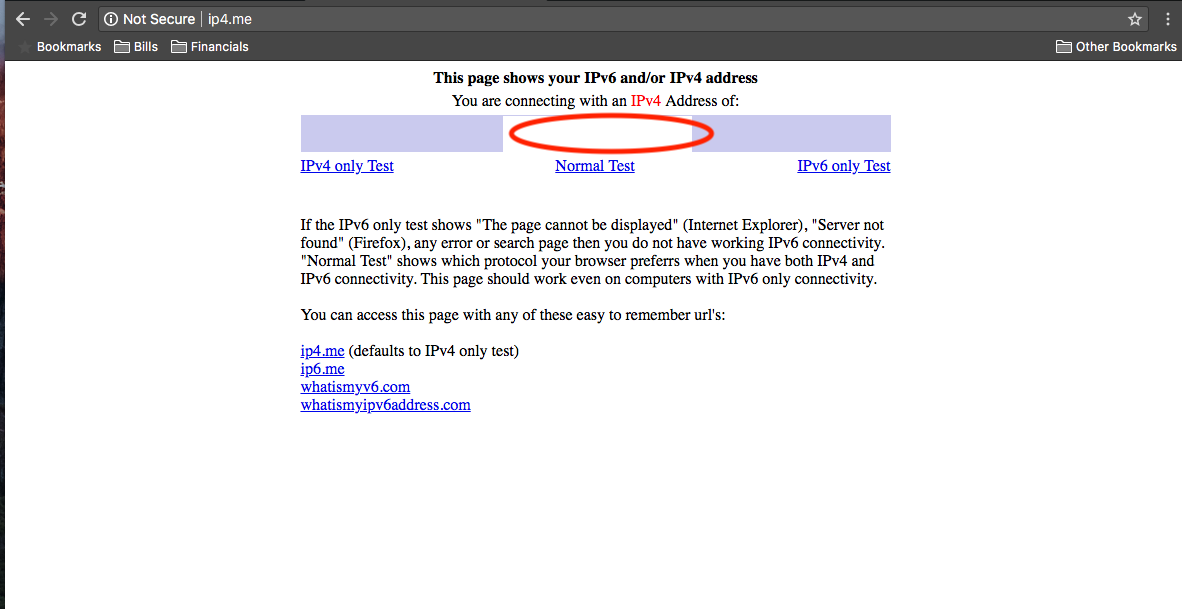 Not Secure | ip4.me
Bookmarks Bills Financials Other Bookmarks
This page shows your IPv6 and/or IPv4 address
You are connecting with an IPv4 Address of:
IPv4 only Test Normal Test IPv6 only Test
If the IPv6 only test shows "The page cannot be displayed" (Internet Explorer), "Server not
found" (Firefox), any error or search page then you do not have working IPv6 connectivity.
"Normal Test" shows which protocol your browser preferrs when you have both IPv4 and
IPv6 connectivity. This page should work even on computers with IPv6 only connectivity.
You can access this page with any of these easy to remember url's:
ip4.me (defaults to IPv4 only test)
ip6.me
whatismyv6.com
whatismyipv6address.com